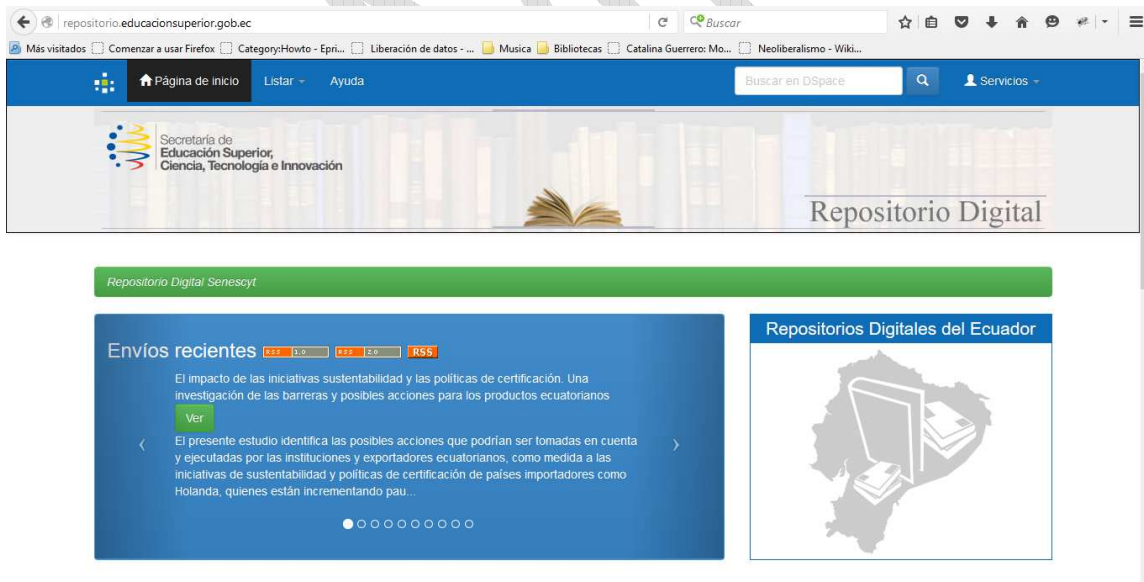 repositorio.educacionsuperior.gob.ec
Buscar
Más visitados Comenzar a usar Firefox Category:Howto - Epri... Liberación de datos - ... Musica Bibliotecas Catalina Guerrero: Mo... Neoliberalismo - Wiki...
Página de inicio Listar Ayuda Buscar en DSpace Servicios
Secretaría de
Educación Superior,
Ciencia, Tecnología e Innovación
Repositorio Digital
Repositorio Digital Senescyt
Envíos recientes RSS 1.0 RSS 2.0 RSS
El impacto de las iniciativas sustentabilidad y las políticas de certificación. Una
investigación de las barreras y posibles acciones para los productos ecuatorianos
Ver
El presente estudio identifica las posibles acciones que podrían ser tomadas en cuenta
y ejecutadas por las instituciones y exportadores ecuatorianos, como medida a las
iniciativas de sustentabilidad y políticas de certificación de países importadores como
Holanda, quienes están incrementando pau...
Repositorios Digitales del Ecuador